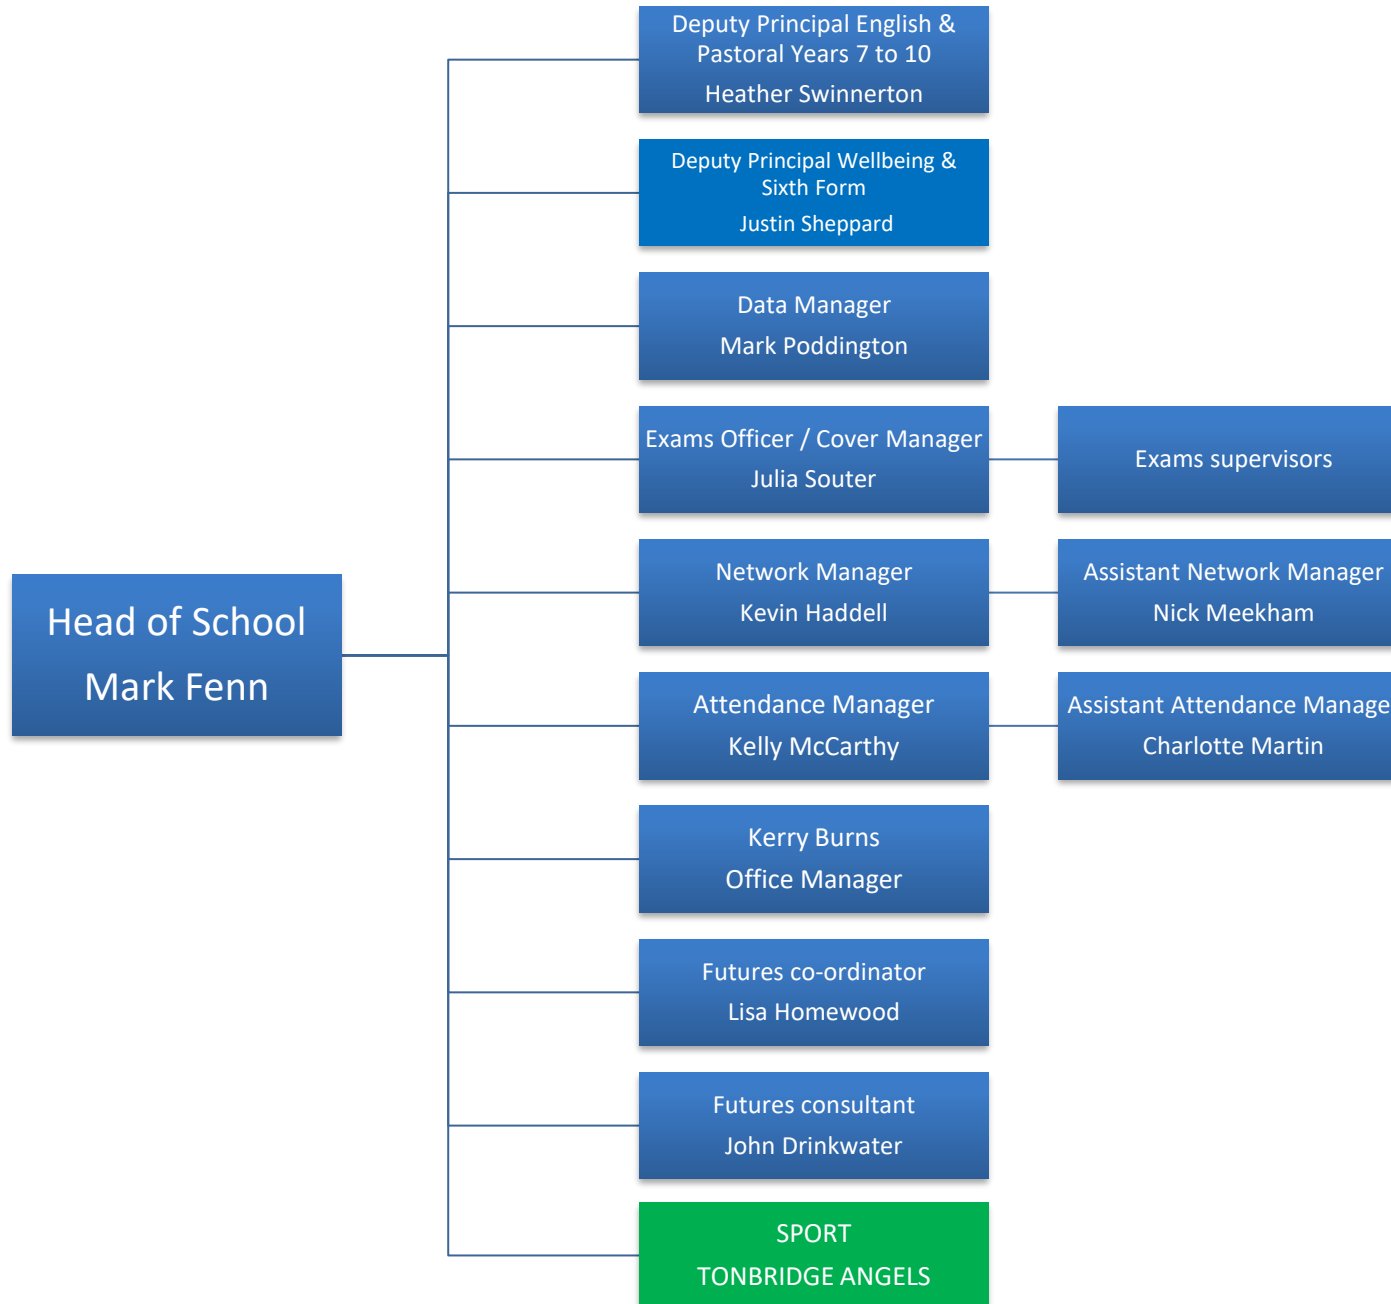 Deputy Principal English &
Pastoral Years 7 to 10
Heather Swinnerton
Deputy Principal Wellbeing &
Sixth Form
Justin Sheppard
Data Manager
Mark Poddington
Exams Officer / Cover Manager
Julia Souter
Exams supervisors
Network Manager
Kevin Haddell
Assistant Network Manager
Nick Meekham
Head of School
Mark Fenn
Attendance Manager
Kelly McCarthy
Assistant Attendance Manage
Charlotte Martin
Kerry Burns
Office Manager
Futures co-ordinator
Lisa Homewood
Futures consultant
John Drinkwater
SPORT
TONBRIDGE ANGELS